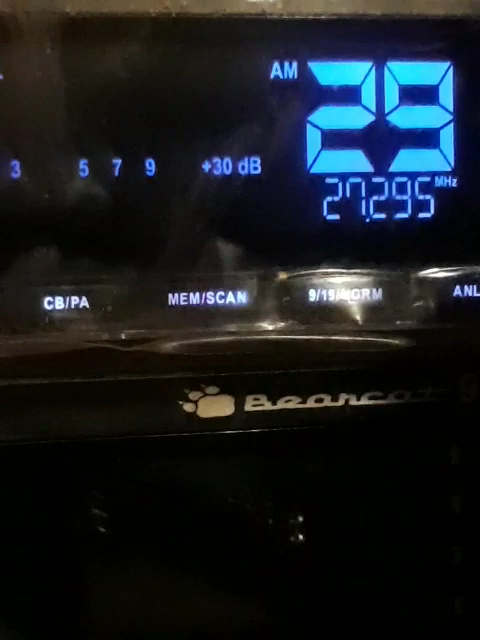 AM
29
3 5 7 9 +30 dB
27.295 MHz
CB/PA MEM/SCAN 9/19/NORM ANL
Bearcat